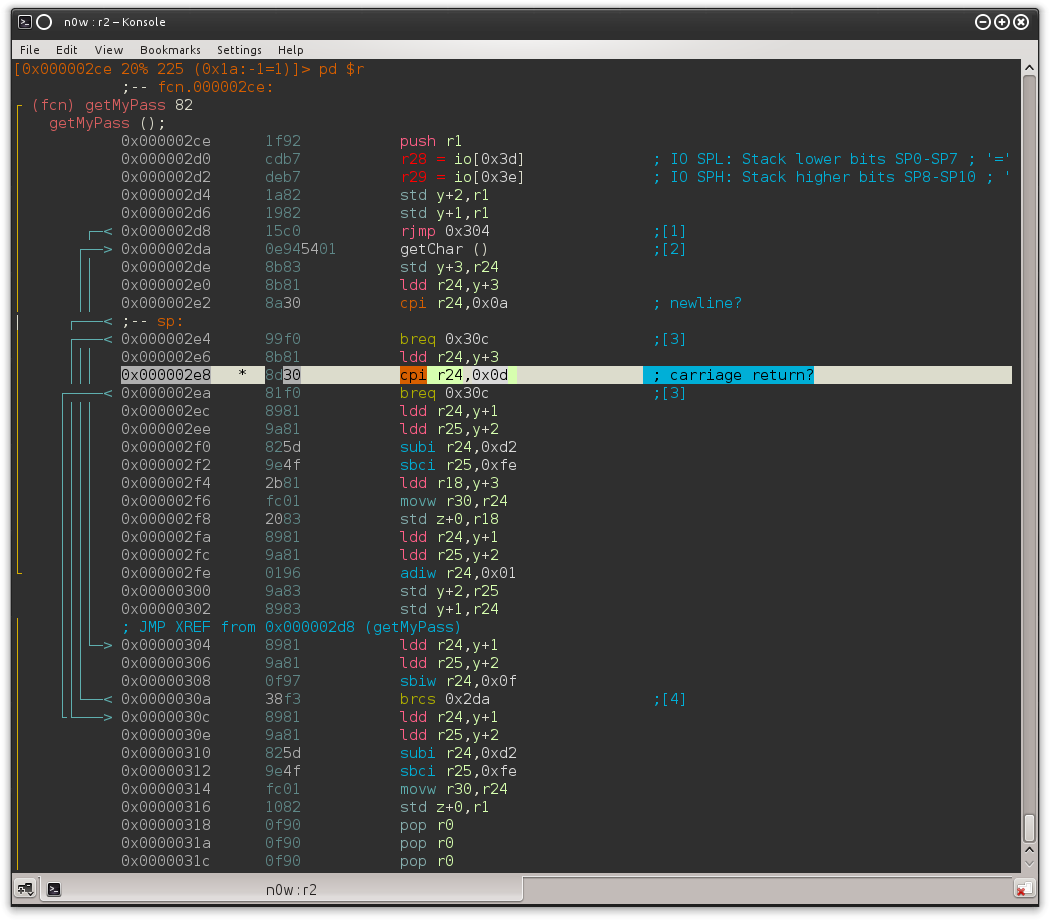 n0w : r2 – Konsole
File Edit View Bookmarks Settings Help
[0x000002ce 20% 225 (0x1a:-1=1)]> pd $r
;-- fcn.000002ce:
(fcn) getMyPass 82
getMyPass ();
0x000002ce 1f92 push r1
0x000002d0 cdb7 r28 = io[0x3d] ; IO SPL: Stack lower bits SP0-SP7 ; '='
0x000002d2 deb7 r29 = io[0x3e] ; IO SPH: Stack higher bits SP8-SP10 ; '
0x000002d4 1a82 std y+2,r1
0x000002d6 1982 std y+1,r1
< 0x000002d8 15c0 rjmp 0x304 ;[1]
> 0x000002da 0e945401 getChar () ;[2]
0x000002de 8b83 std y+3,r24
0x000002e0 8b81 ldd r24,y+3
0x000002e2 8a30 cpi r24,0x0a ; newline?
< ;-- sp:
< 0x000002e4 99f0 breq 0x30c ;[3]
0x000002e6 8b81 ldd r24,y+3
0x000002e8 * 8d30 cpi r24,0x0d ; carriage return?
< 0x000002ea 81f0 breq 0x30c ;[3]
0x000002ec 8981 ldd r24,y+1
0x000002ee 9a81 ldd r25,y+2
0x000002f0 825d subi r24,0xd2
0x000002f2 9e4f sbci r25,0xfe
0x000002f4 2b81 ldd r18,y+3
0x000002f6 fc01 movw r30,r24
0x000002f8 2083 std z+0,r18
0x000002fa 8981 ldd r24,y+1
0x000002fc 9a81 ldd r25,y+2
0x000002fe 0196 adiw r24,0x01
0x00000300 9a83 std y+2,r25
0x00000302 8983 std y+1,r24
; JMP XREF from 0x000002d8 (getMyPass)
> 0x00000304 8981 ldd r24,y+1
0x00000306 9a81 ldd r25,y+2
0x00000308 0f97 sbiw r24,0x0f
< 0x0000030a 38f3 brcs 0x2da ;[4]
> 0x0000030c 8981 ldd r24,y+1
0x0000030e 9a81 ldd r25,y+2
0x00000310 825d subi r24,0xd2
0x00000312 9e4f sbci r25,0xfe
0x00000314 fc01 movw r30,r24
0x00000316 1082 std z+0,r1
0x00000318 0f90 pop r0
0x0000031a 0f90 pop r0
0x0000031c 0f90 pop r0
n0w : r2